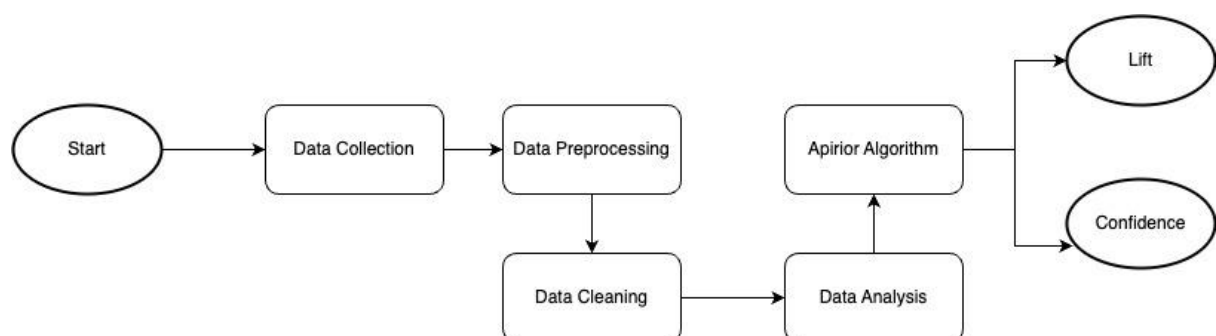 Start
Data Collection
Data Preprocessing
Data Cleaning
Data Analysis
Apirior Algorithm
Lift
Confidence